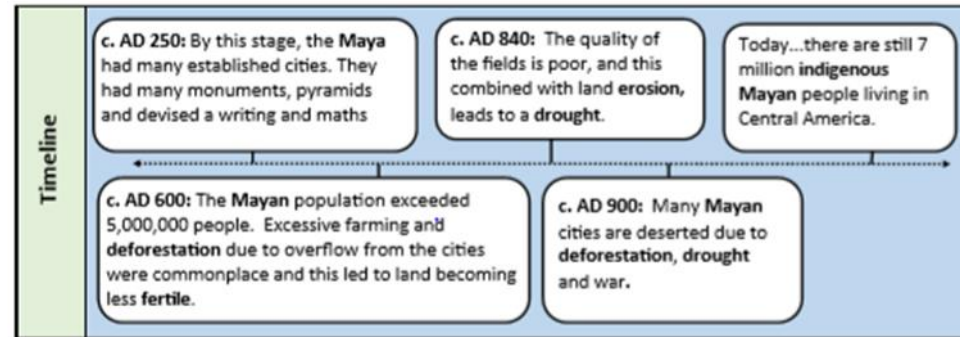 Timeline
c. AD 250: By this stage, the Maya
had many established cities. They
had many monuments, pyramids
and devised a writing and maths
c. AD 840: The quality of
the fields is poor, and this
combined with land erosion,
leads to a drought.
Today...there are still 7
million indigenous
Mayan people living in
Central America.
c. AD 600: The Mayan population exceeded
5,000,000 people. Excessive farming and
deforestation due to overflow from the cities
were commonplace and this led to land becoming
less fertile.
c. AD 900: Many Mayan
cities are deserted due to
deforestation, drought
and war.